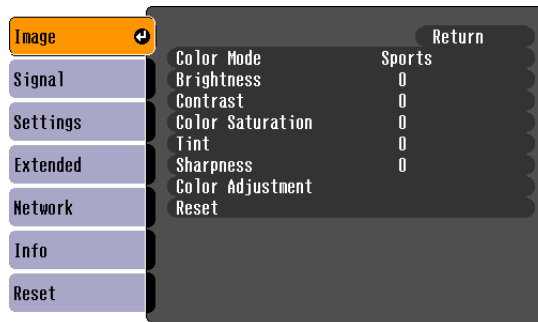 Image
Signal
Settings
Extended
Network
Info
Reset
Return
Color Mode Sports
Brightness 0
Contrast 0
Color Saturation 0
Tint 0
Sharpness 0
Color Adjustment
Reset